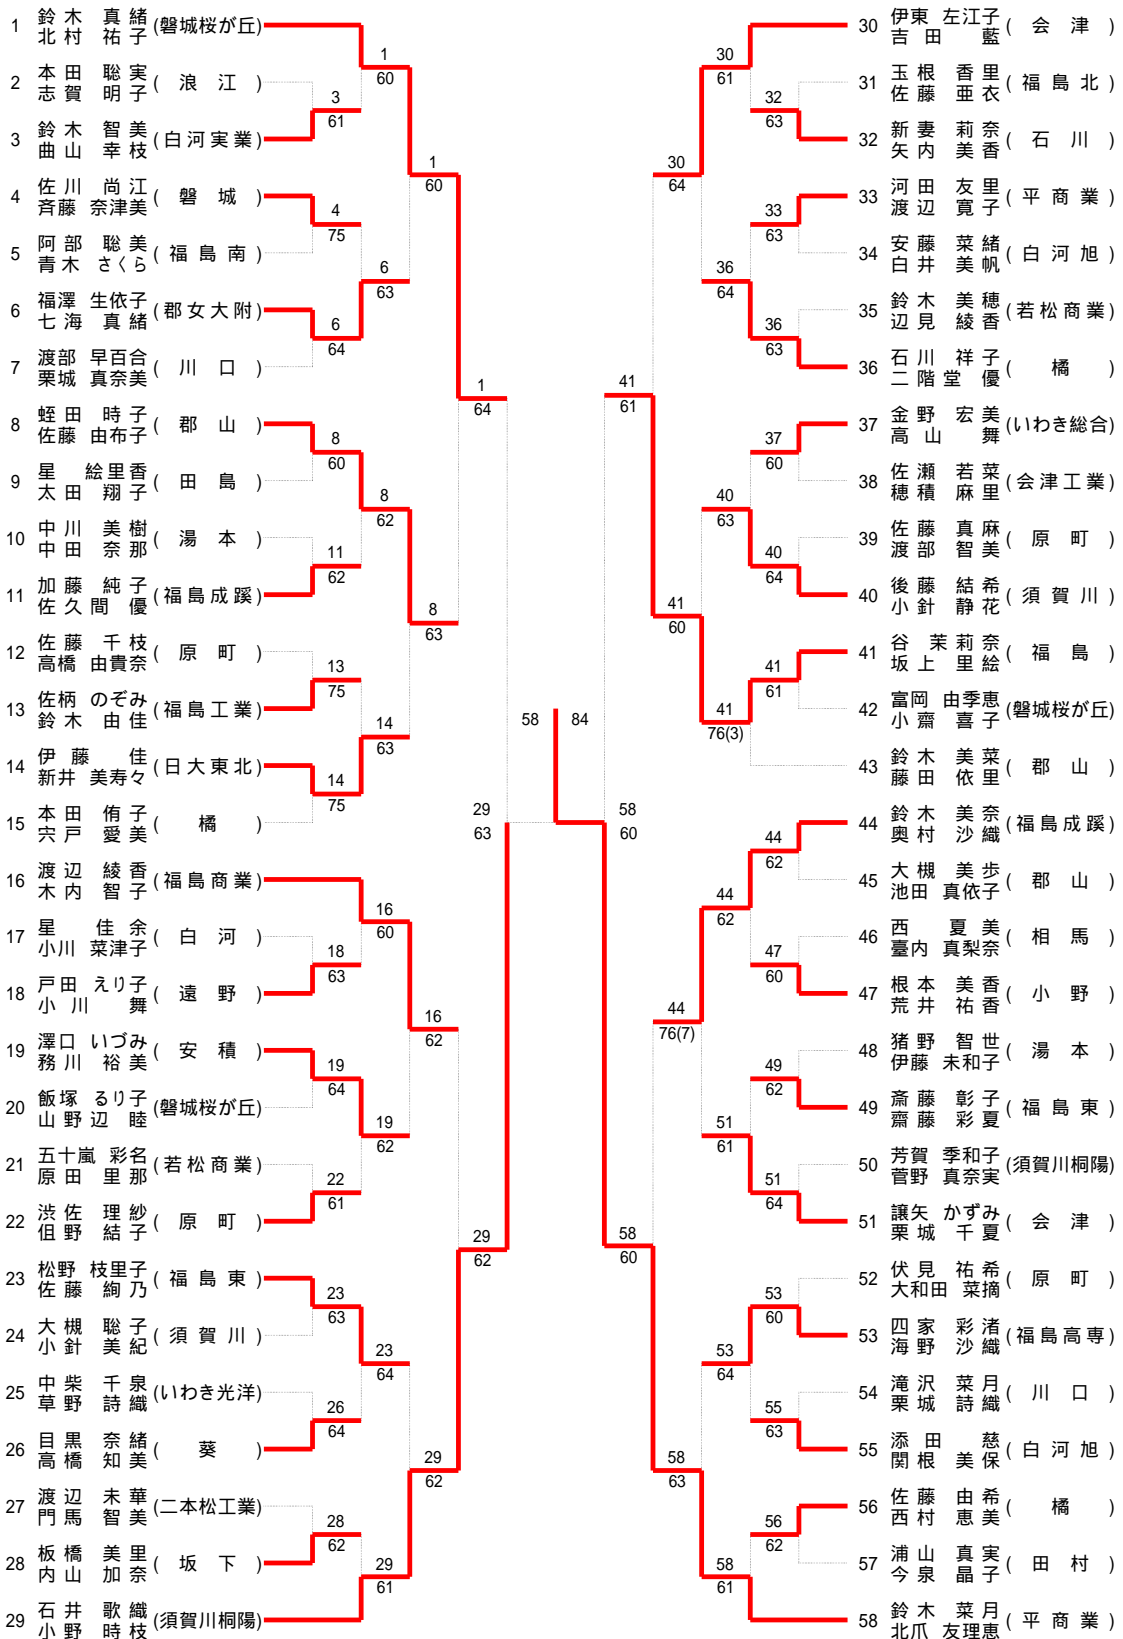 1 鈴木 真緒 (磐城桜が丘)
北村 祐子
2 本田 聡実 ( 浪江 )
志賀 明子
3 鈴木 智美 (白河実業)
曲山 幸枝
4 佐川 尚江 ( 磐城 )
斉藤 奈津美
5 阿部 聡美 ( 福島南 )
青木 さくら
6 福澤 生依子 (郡女大附)
七海 真緒
7 渡部 早百合 ( 川口 )
栗城 真奈美
8 蛭田 時子 ( 郡山 )
佐藤 由布子
9 星 絵里香 ( 田島 )
太田 翔子
10 中川 美樹 ( 湯本 )
中田 奈那
11 加藤 純子 (福島成蹊)
佐久間 優
12 佐藤 千枝 ( 原町 )
高橋 由貴奈
13 佐柄 のぞみ (福島工業)
鈴木 由佳
14 伊藤 佳 (日大東北)
新井 美寿々
15 本田 侑子 ( 橘 )
宍戸 愛美
16 渡辺 綾香 (福島商業)
木内 智子
17 星 佳余 ( 白河 )
小川 菜津子
18 戸田 えり子 ( 遠野 )
小川 舞
19 澤口 いづみ ( 安積 )
務川 裕美
20 飯塚 るり子 (磐城桜が丘)
山野辺 睦
21 五十嵐 彩名 (若松商業)
原田 里那
22 渋佐 理紗 ( 原町 )
但野 結子
23 松野 枝里子 ( 福島東 )
佐藤 絢乃
24 大槻 聡子 ( 須賀川 )
小針 美紀
25 中柴 千泉 (いわき光洋)
草野 詩織
26 目黒 奈緒 ( 葵 )
高橋 知美
27 渡辺 未華 (二本松工業)
門馬 智美
28 板橋 美里 ( 坂下 )
内山 加奈
29 石井 歌織 (須賀川桐陽)
小野 時枝
1
60
3
61
1
60
4
75
6
63
6
64
1
64
8
60
8
62
11
62
8
63
13
75
14
63
14
75
29
63
16
60
18
63
16
62
19
64
19
62
22
61
29
62
23
63
23
64
26
64
29
62
28
62
29
61
58 84
30
61
32
63
30
64
33
63
36
64
36
63
41
61
37
60
40
63
40
64
41
60
41
61
41
76(3)
58
60
44
62
44
62
47
60
44
76(7)
49
62
51
61
51
64
58
60
53
60
53
64
55
63
58
63
56
62
58
61
30 伊東 左江子 ( 会津 )
吉田 藍
31 玉根 香里 ( 福島北 )
佐藤 亜衣
32 新妻 莉奈 ( 石川 )
矢内 美香
33 河田 友里 ( 平商業 )
渡辺 寛子
34 安藤 菜緒 ( 白河旭 )
白井 美帆
35 鈴木 美穂 (若松商業)
辺見 綾香
36 石川 祥子 ( 橘 )
二階堂 優
37 金野 宏美 (いわき総合)
高山 舞
38 佐瀬 若菜 (会津工業)
穂積 麻里
39 佐藤 真麻 ( 原町 )
渡部 智美
40 後藤 結希 ( 須賀川 )
小針 静花
41 谷 茉莉奈 ( 福島 )
坂上 里絵
42 富岡 由季恵 (磐城桜が丘)
小齋 喜子
43 鈴木 美菜 ( 郡山 )
藤田 依里
44 鈴木 美奈 (福島成蹊)
奥村 沙織
45 大槻 美歩 ( 郡山 )
池田 真依子
46 西 夏美 ( 相馬 )
臺内 真梨奈
47 根本 美香 ( 小野 )
荒井 祐香
48 猪野 智世 ( 湯本 )
伊藤 未和子
49 斎藤 彰子 ( 福島東 )
齋藤 彩夏
50 芳賀 季和子 (須賀川桐陽)
菅野 真奈実
51 譲矢 かずみ ( 会津 )
栗城 千夏
52 伏見 祐希 ( 原町 )
大和田 菜摘
53 四家 彩渚 (福島高専)
海野 沙織
54 滝沢 菜月 ( 川口 )
栗城 詩織
55 添田 慈 ( 白河旭 )
関根 美保
56 佐藤 由希 ( 橘 )
西村 恵美
57 浦山 真実 ( 田村 )
今泉 晶子
58 鈴木 菜月 ( 平商業 )
北爪 友理恵